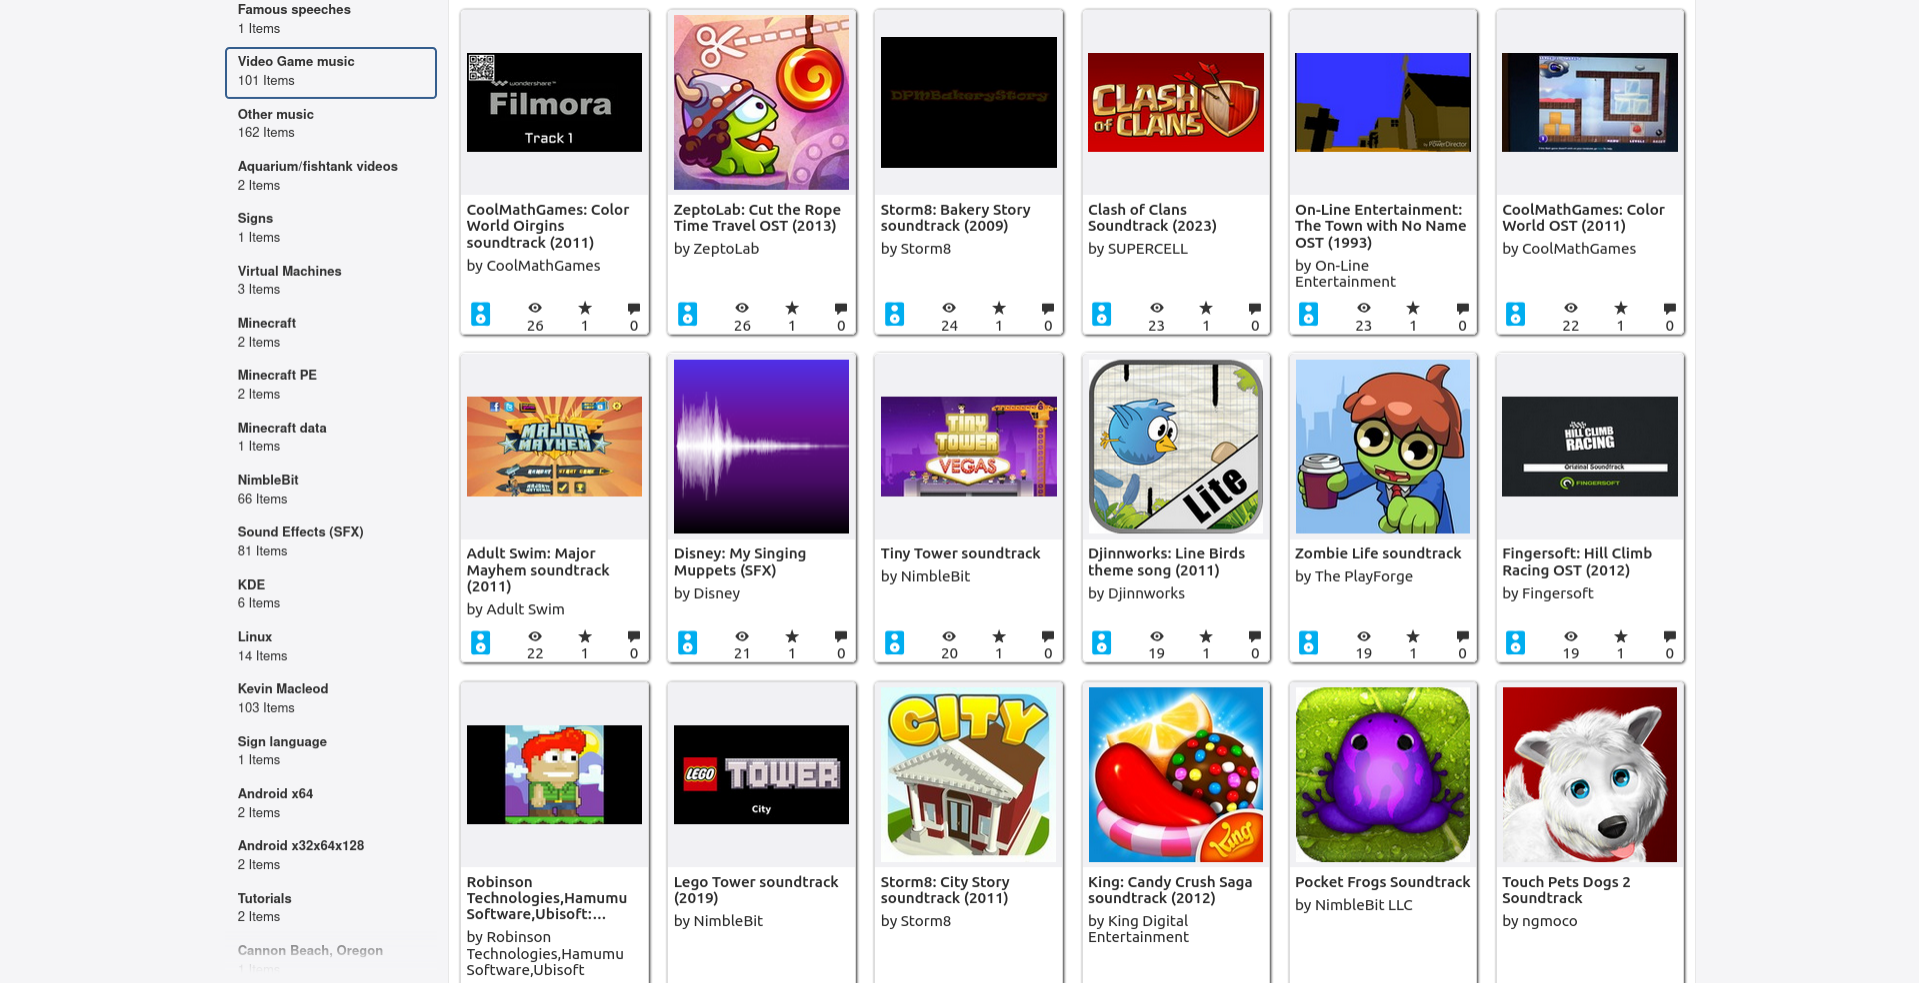 Famous speeches
1 Items
Video Game music
101 Items
Other music
162 Items
Aquarium/fishtank videos
2 Items
Signs
1 Items
Virtual Machines
3 Items
Minecraft
2 Items
Minecraft PE
2 Items
Minecraft data
1 Items
NimbleBit
66 Items
Sound Effects (SFX)
81 Items
KDE
6 Items
Linux
14 Items
Kevin Macleod
103 Items
Sign language
1 Items
Android x64
2 Items
Android x32x64x128
2 Items
Tutorials
2 Items
Cannon Beach, Oregon
1 Items
wondershare™
Filmora
Track 1
CoolMathGames: Color
World Oirgins
soundtrack (2011)
by CoolMathGames
26 1 0
ZeptoLab: Cut the Rope
Time Travel OST (2013)
by ZeptoLab
26 1 0
DPMBakeryStory
Storm8: Bakery Story
soundtrack (2009)
by Storm8
24 1 0
CLASH
OF CLANS
Clash of Clans
Soundtrack (2023)
by SUPERCELL
23 1 0
by PowerDirector
On-Line Entertainment:
The Town with No Name
OST (1993)
by On-Line
Entertainment
23 1 0
CoolMathGames: Color
World OST (2011)
by CoolMathGames
22 1 0
MAJOR
MAYHEM
Adult Swim: Major
Mayhem soundtrack
(2011)
by Adult Swim
22 1 0
Disney: My Singing
Muppets (SFX)
by Disney
21 1 0
TINY
TOWER
VEGAS
Tiny Tower soundtrack
by NimbleBit
20 1 0
Lite
Djinnworks: Line Birds
theme song (2011)
by Djinnworks
19 1 0
Zombie Life soundtrack
by The PlayForge
19 1 0
HILL CLIMB
RACING
Original Soundtrack
FINGERSOFT
Fingersoft: Hill Climb
Racing OST (2012)
by Fingersoft
19 1 0
Robinson
Technologies,Hamumu
Software,Ubisoft:...
by Robinson
Technologies,Hamumu
Software,Ubisoft
LEGO TOWER
City
Lego Tower soundtrack
(2019)
by NimbleBit
CITY
Storm8: City Story
soundtrack (2011)
by Storm8
King
King: Candy Crush Saga
soundtrack (2012)
by King Digital
Entertainment
Pocket Frogs Soundtrack
by NimbleBit LLC
Touch Pets Dogs 2
Soundtrack
by ngmoco